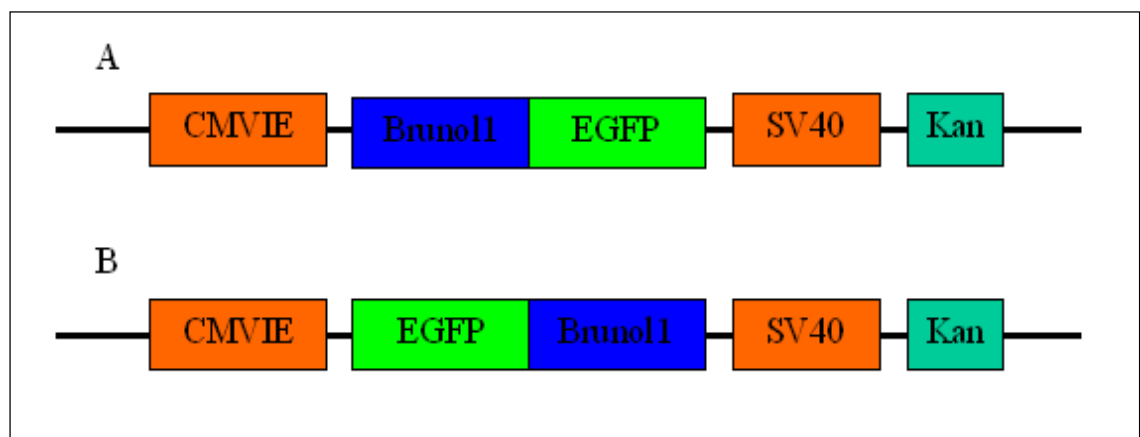 A
CMVIE Brunol1 EGFP SV40 Kan
B
CMVIE EGFP Brunol1 SV40 Kan